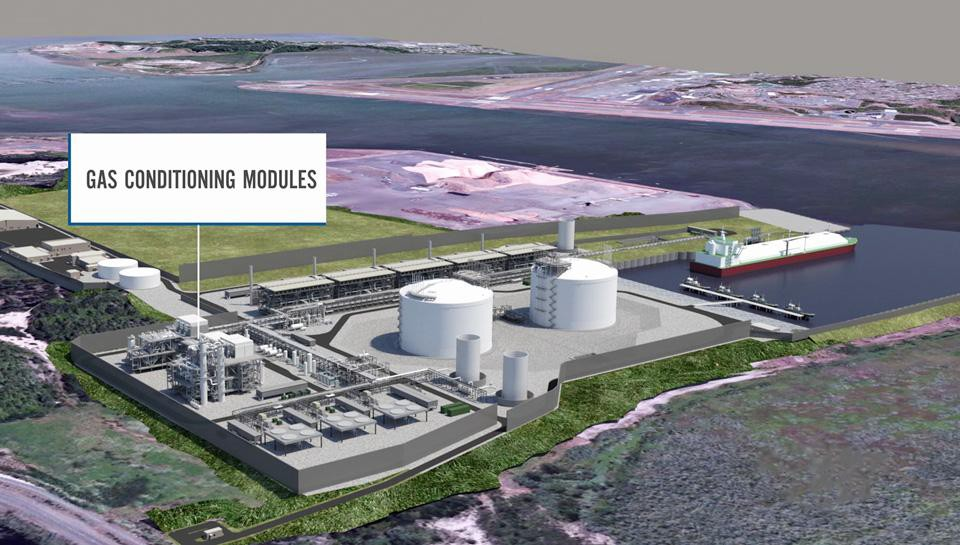 GAS CONDITIONING MODULES